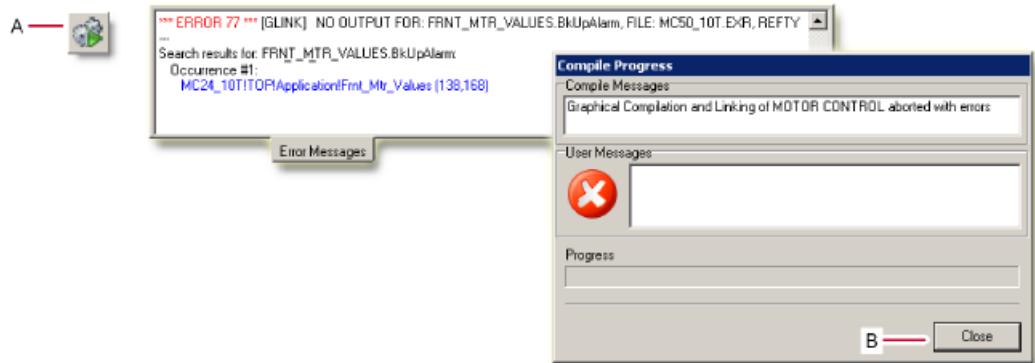 A
*** ERROR 77 *** [GLINK] NO OUTPUT FOR: FRNT_MTR_VALUES.BkUpAlarm, FILE: MC50_10T.EXR, REFTY
...
Search results for: FRNT_MTR_VALUES.BkUpAlarm:
Occurrence #1:
MC24_10T!TOP!Application!Frnt_Mtr_Values (138,168)
Error Messages
Compile Progress
Compile Messages
Graphical Compilation and Linking of MOTOR CONTROL aborted with errors
User Messages
Progress
B
Close